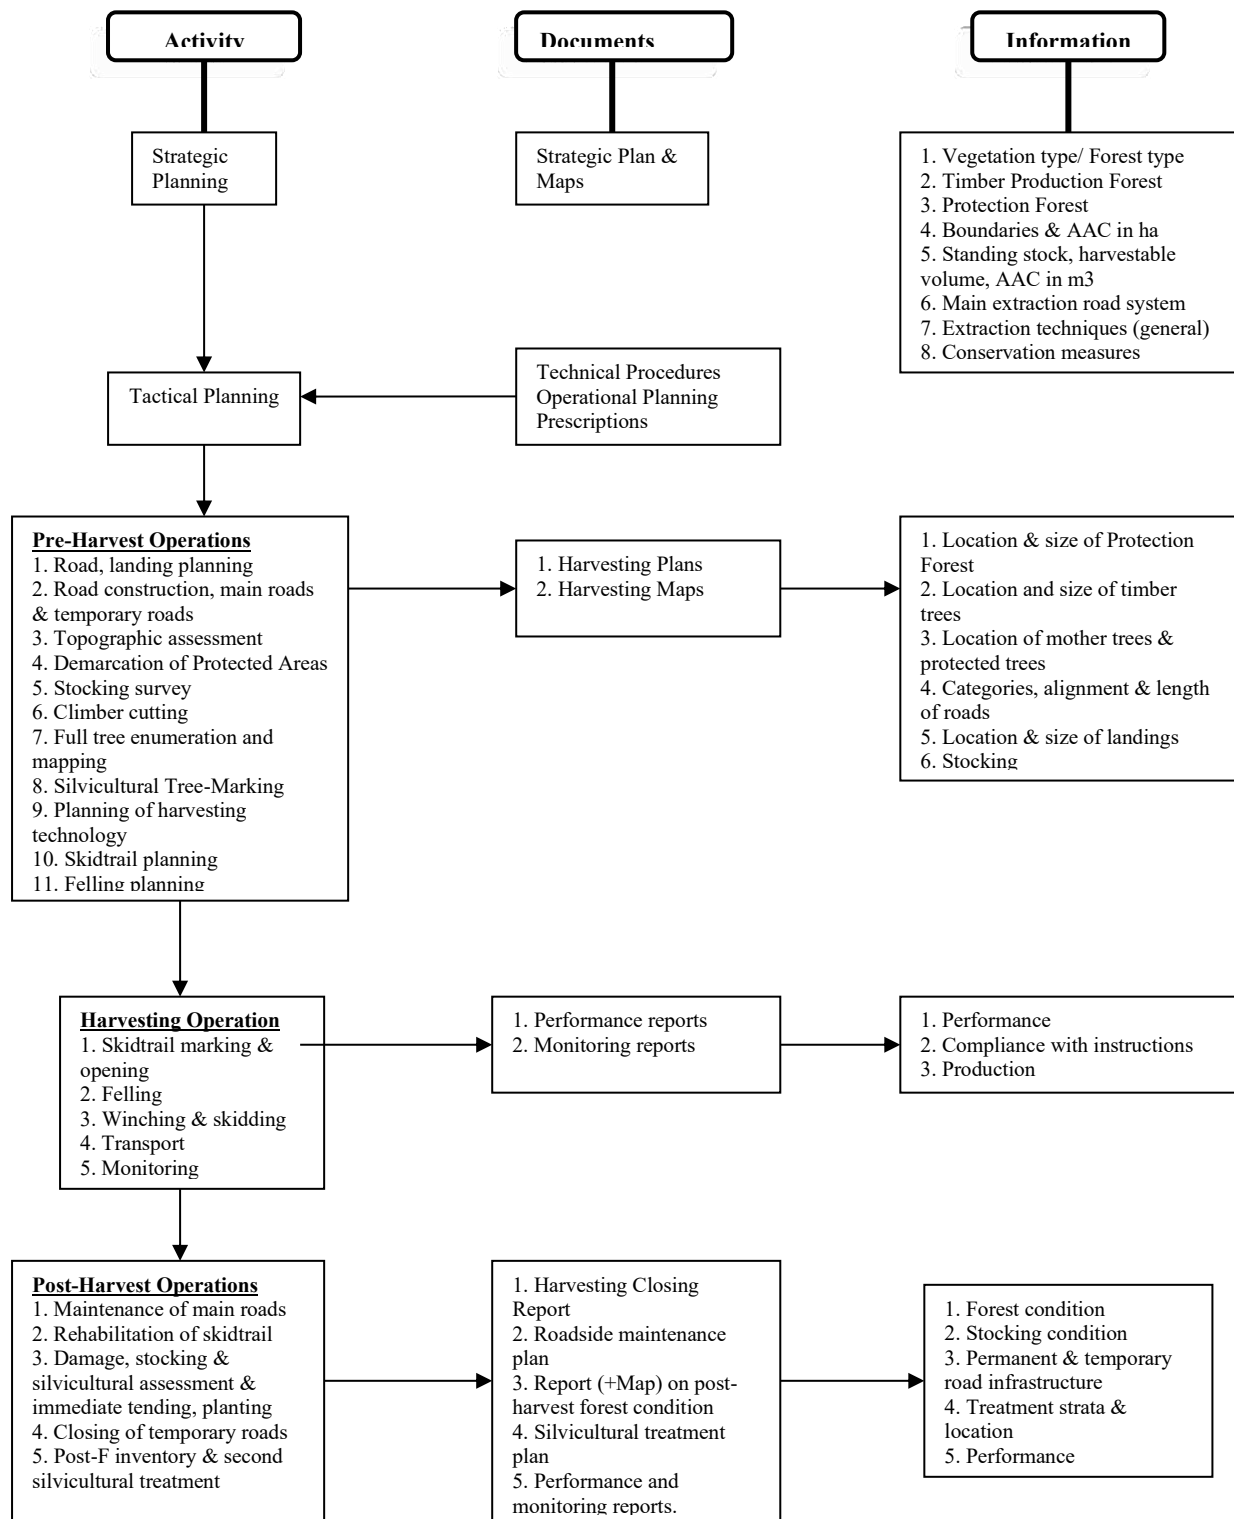 Activity
Documents
Information
Strategic
Planning
Strategic Plan &
Maps
1. Vegetation type/ Forest type
2. Timber Production Forest
3. Protection Forest
4. Boundaries & AAC in ha
5. Standing stock, harvestable
volume, AAC in m3
6. Main extraction road system
7. Extraction techniques (general)
8. Conservation measures
Tactical Planning
Technical Procedures
Operational Planning
Prescriptions
Pre-Harvest Operations
1. Road, landing planning
2. Road construction, main roads
& temporary roads
3. Topographic assessment
4. Demarcation of Protected Areas
5. Stocking survey
6. Climber cutting
7. Full tree enumeration and
mapping
8. Silvicultural Tree-Marking
9. Planning of harvesting
technology
10. Skidtrail planning
11. Felling planning
1. Harvesting Plans
2. Harvesting Maps
1. Location & size of Protection
Forest
2. Location and size of timber
trees
3. Location of mother trees &
protected trees
4. Categories, alignment & length
of roads
5. Location & size of landings
6. Stocking
Harvesting Operation
1. Skidtrail marking &
opening
2. Felling
3. Winching & skidding
4. Transport
5. Monitoring
1. Performance reports
2. Monitoring reports
1. Performance
2. Compliance with instructions
3. Production
Post-Harvest Operations
1. Maintenance of main roads
2. Rehabilitation of skidtrail
3. Damage, stocking &
silvicultural assessment &
immediate tending, planting
4. Closing of temporary roads
5. Post-F inventory & second
silvicultural treatment
1. Harvesting Closing
Report
2. Roadside maintenance
plan
3. Report (+Map) on post-
harvest forest condition
4. Silvicultural treatment
plan
5. Performance and
monitoring reports.
1. Forest condition
2. Stocking condition
3. Permanent & temporary
road infrastructure
4. Treatment strata &
location
5. Performance